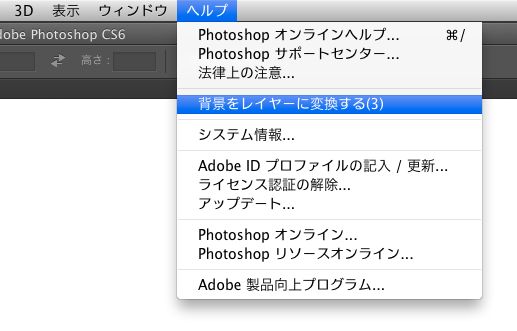 3D 表示 ウィンドウ ヘルプ
dobe Photoshop CS6
高さ:
Photoshop オンラインヘルプ... ⌘/
Photoshop サポートセンター...
法律上の注意...
背景をレイヤーに変換する(3)
システム情報...
Adobe ID プロファイルの記入 / 更新...
ライセンス認証の解除...
アップデート...
Photoshop オンライン...
Photoshop リソースオンライン...
Adobe 製品向上プログラム...